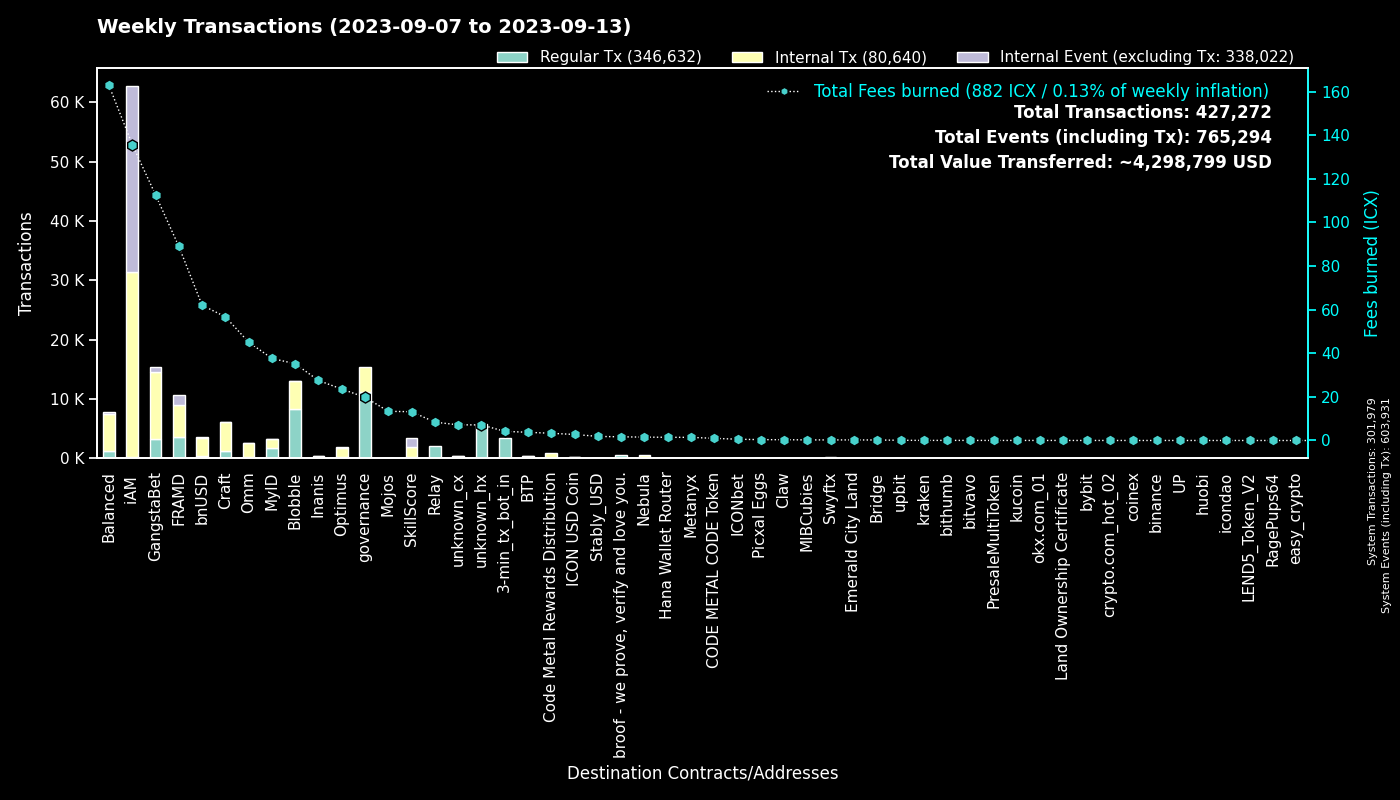 Weekly Transactions (2023-09-07 to 2023-09-13)
Regular Tx (346,632)
Internal Tx (80,640)
Internal Event (excluding Tx: 338,022)
Total Fees burned (882 ICX / 0.13% of weekly inflation)
Total Transactions: 427,272
Total Events (including Tx): 765,294
Total Value Transferred: ~4,298,799 USD
Transactions
60 K
50 K
40 K
30 K
20 K
10 K
0 K
160
140
120
100
80
60
40
20
0
Fees burned (ICX)
System Transactions: 301,979
System Events (including Tx): 603,931
Balanced
iAM
GangstaBet
FRAMD
bnUSD
Craft
Omm
MyID
Blobble
Inanis
Optimus
governance
Mojos
SkillScore
Relay
unknown_cx
unknown_hx
3-min_tx_bot_in
BTP
Code Metal Rewards Distribution
ICON USD Coin
Stably_USD
broof - we prove, verify and love you.
Nebula
Hana Wallet Router
Metanyx
CODE METAL CODE Token
ICONbet
Picxal Eggs
Claw
MIBCubies
Swyftx
Emerald City Land
Bridge
upbit
kraken
bithumb
bitvavo
PresaleMultiToken
kucoin
okx.com_01
Land Ownership Certificate
bybit
crypto.com_hot_02
coinex
binance
UP
huobi
icondao
LEND5_Token_V2
RagePups64
easy_crypto
Destination Contracts/Addresses